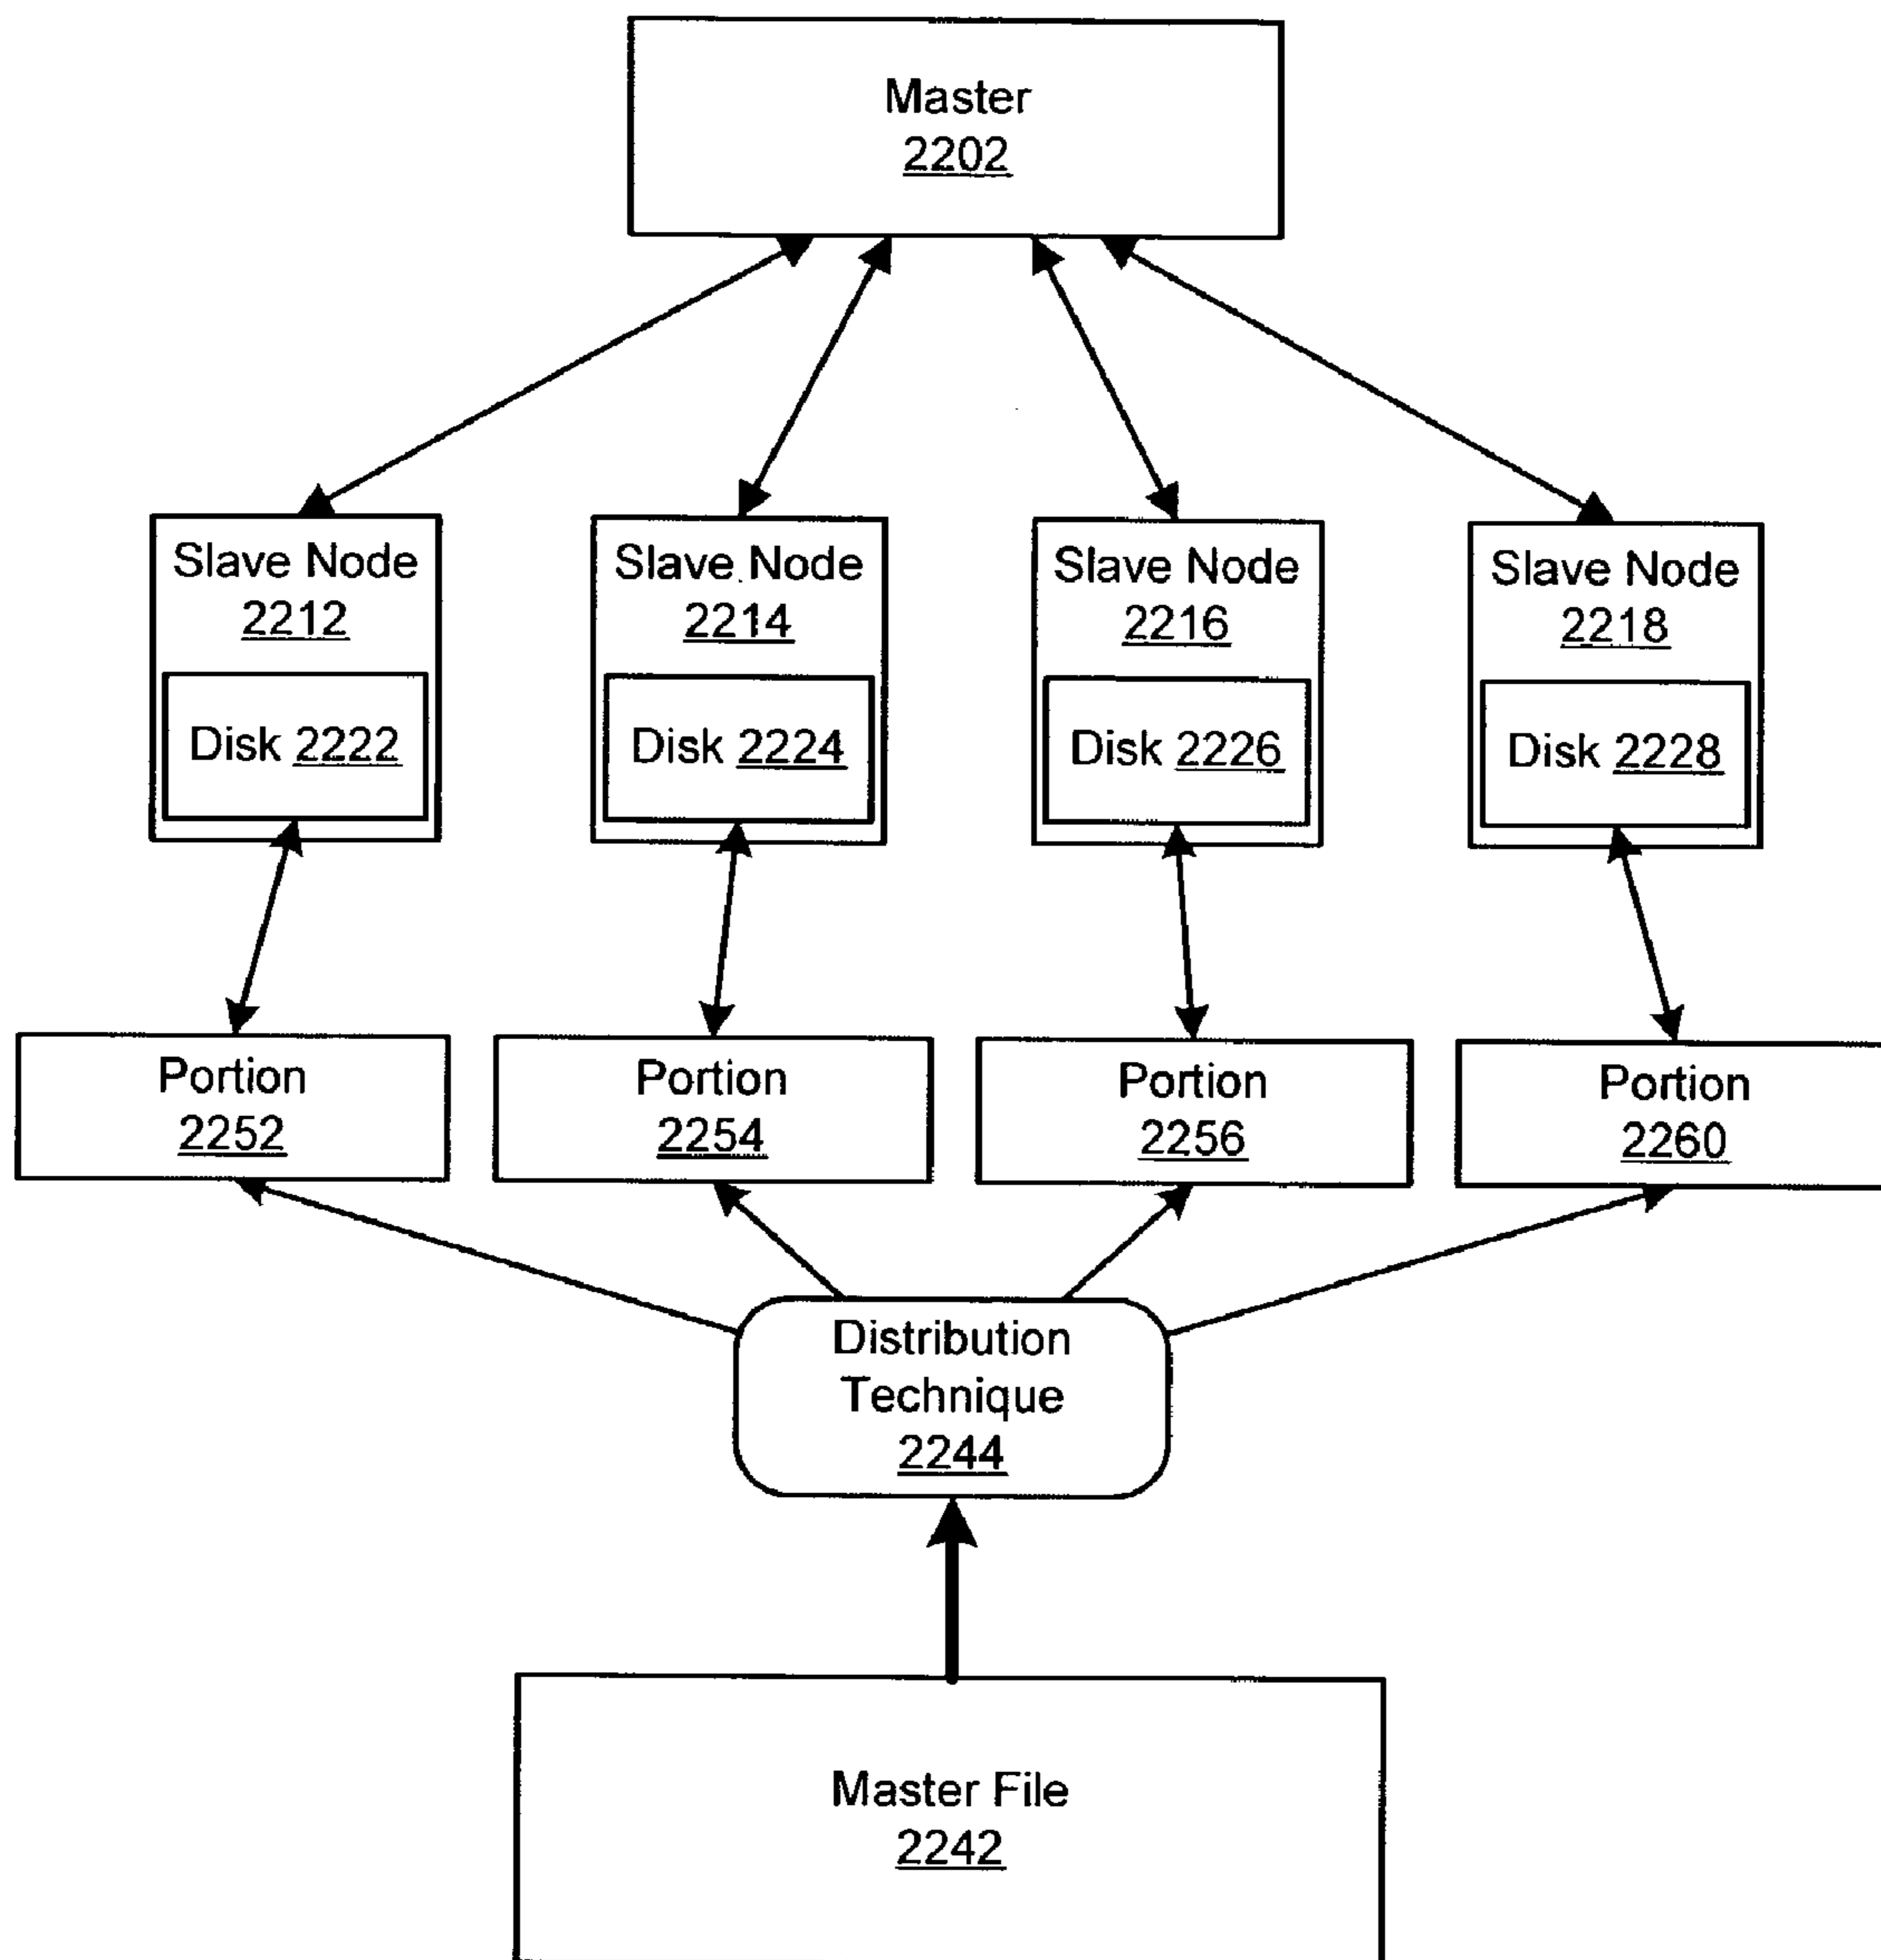 Master
2202
Slave Node
2212
Slave Node
2214
Slave Node
2216
Slave Node
2218
Disk 2222
Disk 2224
Disk 2226
Disk 2228
Portion
2252
Portion
2254
Portion
2256
Portion
2260
Distribution
Technique
2244
Master File
2242